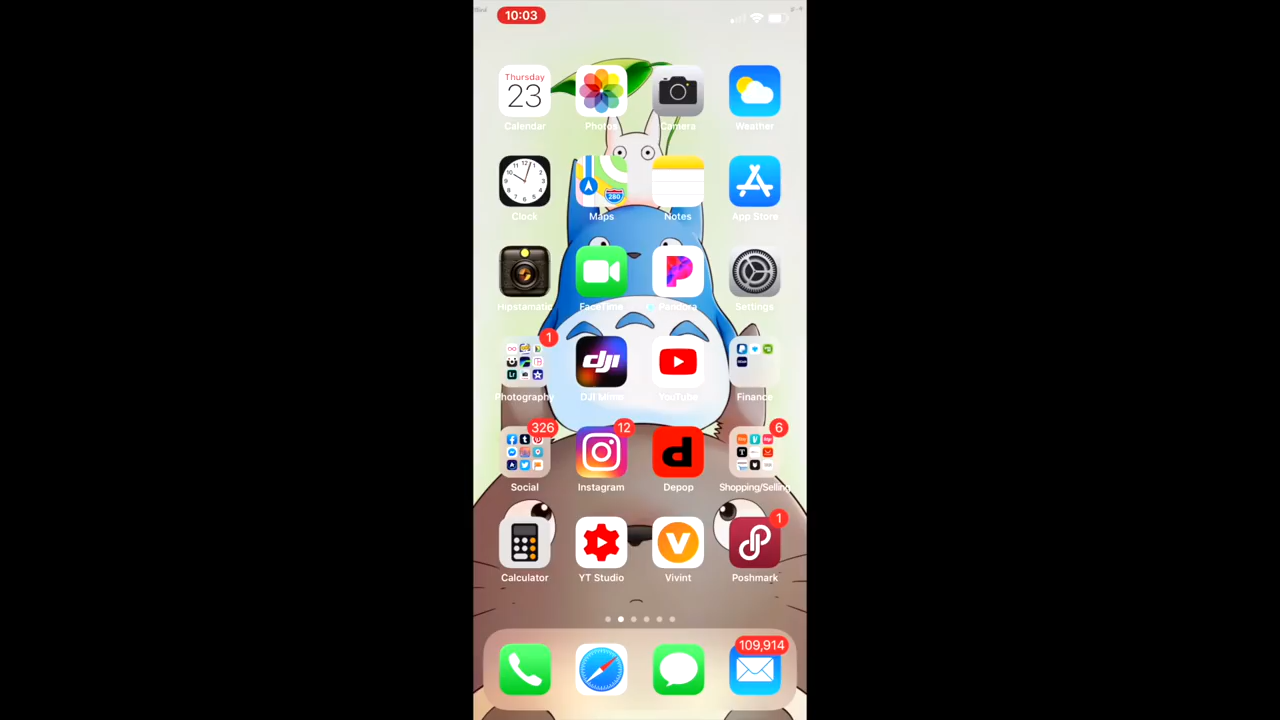 10:03
Thursday
23
Calendar Photos Camera Weather
280
Clock Maps Notes App Store
Hipstamatic FaceTime Pandora Settings
1
dji
Photography DJI Mimo YouTube Finance
326 12 6
d
Social Instagram Depop Shopping/Selling
1
Calculator YT Studio Vivint Poshmark
109,914